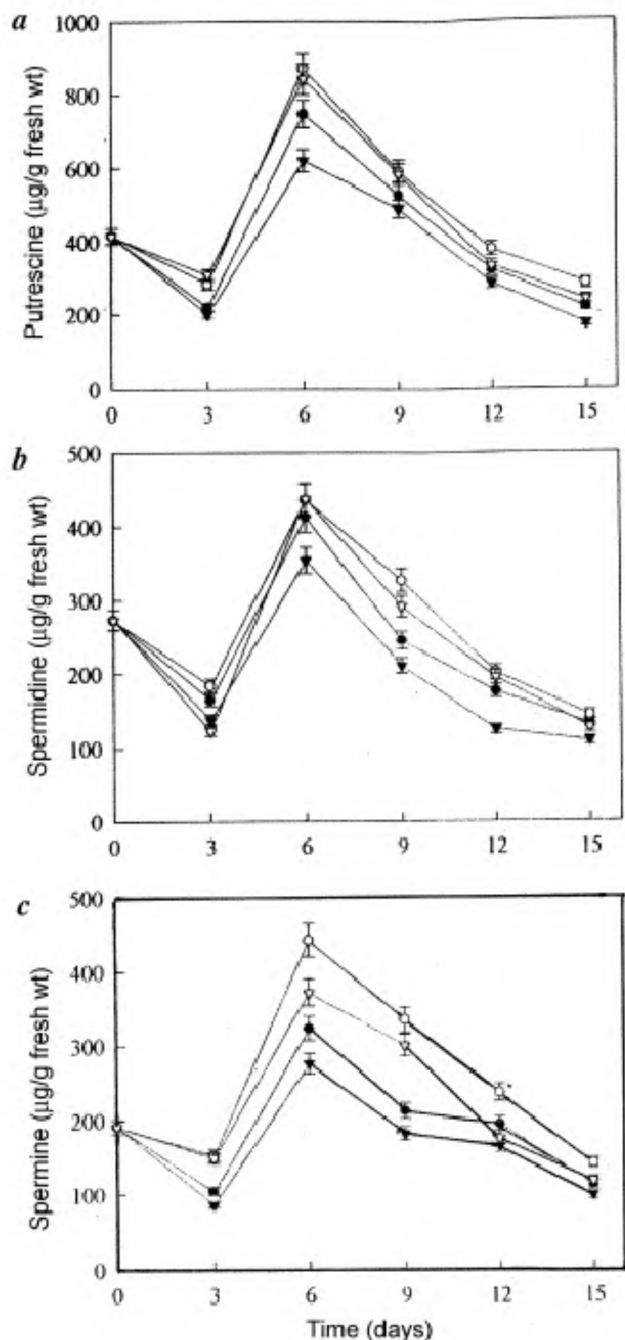 a
1000
800
600
400
200
0
Putrescine (µg/g fresh wt)
0 3 6 9 12 15
b
500
400
300
200
100
0
Spermidine (µg/g fresh wt)
0 3 6 9 12 15
c
500
400
300
200
100
0
Spermine (µg/g fresh wt)
0 3 6 9 12 15
Time (days)